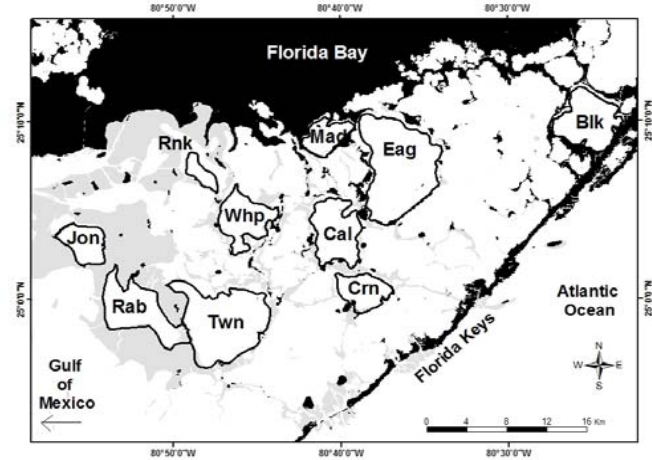 80°50'0"W 80°40'0"W 80°30'0"W
Florida Bay
25°10'0"N
25°10'0"N
Blk
Mad
Eag
Rnk
Whp
Cal
Jon
Crn
25°0'0"N
25°0'0"N
Rab
Twn
Atlantic
Ocean
Florida Keys
Gulf
of
Mexico
N
W E
S
0 4 8 12 16 Km
80°50'0"W 80°40'0"W 80°30'0"W